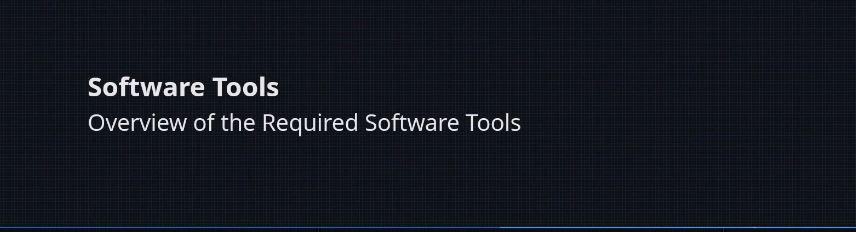 Software Tools
Overview of the Required Software Tools